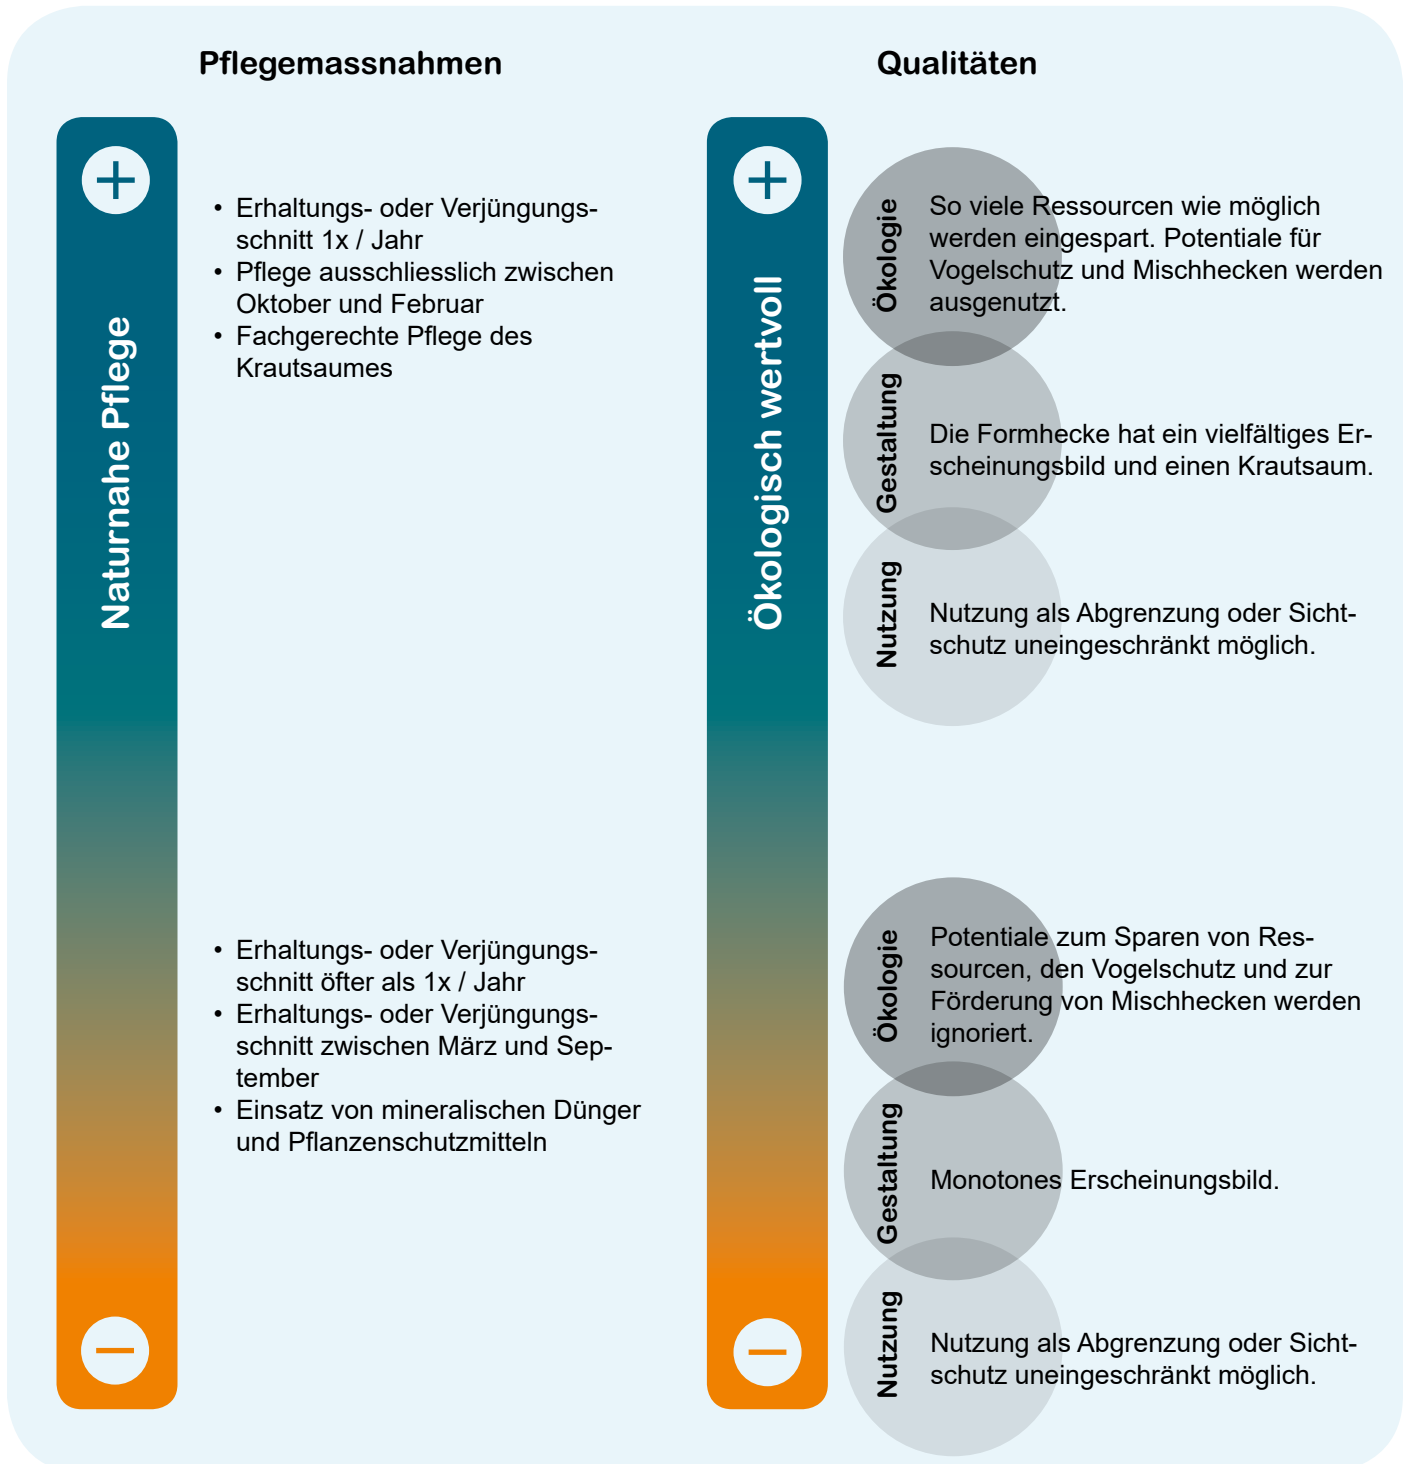 Pflegemassnahmen
Naturnahe Pflege
• Erhaltungs- oder Verjüngungs-
schnitt 1x / Jahr
• Pflege ausschliesslich zwischen
Oktober und Februar
• Fachgerechte Pflege des
Krautsaumes
• Erhaltungs- oder Verjüngungs-
schnitt öfter als 1x / Jahr
• Erhaltungs- oder Verjüngungs-
schnitt zwischen März und Sep-
tember
• Einsatz von mineralischen Dünger
und Pflanzenschutzmitteln
Qualitäten
Ökologisch wertvoll
Ökologie
So viele Ressourcen wie möglich
werden eingespart. Potentiale für
Vogelschutz und Mischhecken werden
ausgenutzt.
Gestaltung
Die Formhecke hat ein vielfältiges Er-
scheinungsbild und einen Krautsaum.
Nutzung
Nutzung als Abgrenzung oder Sicht-
schutz uneingeschränkt möglich.
Ökologie
Potentiale zum Sparen von Res-
sourcen, den Vogelschutz und zur
Förderung von Mischhecken werden
ignoriert.
Gestaltung
Monotones Erscheinungsbild.
Nutzung
Nutzung als Abgrenzung oder Sicht-
schutz uneingeschränkt möglich.